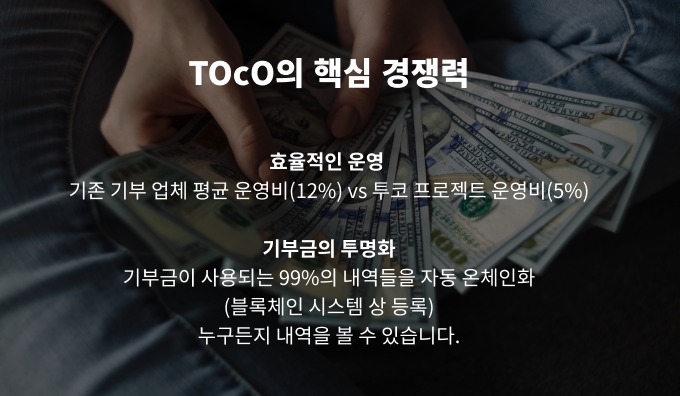 TOcO의 핵심 경쟁력
효율적인 운영
기존 기부 업체 평균 운영비(12%) vs 투코 프로젝트 운영비(5%)
기부금의 투명화
기부금이 사용되는 99%의 내역들을 자동 온체인화
(블록체인 시스템 상 등록)
누구든지 내역을 볼 수 있습니다.